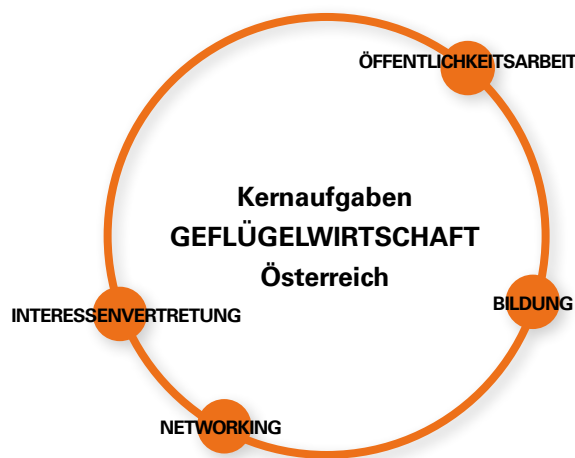 ÖFFENTLICHKEITSARBEIT
Kernaufgaben
GEFLÜGELWIRTSCHAFT
Österreich
BILDUNG
INTERESSENVERTRETUNG
NETWORKING